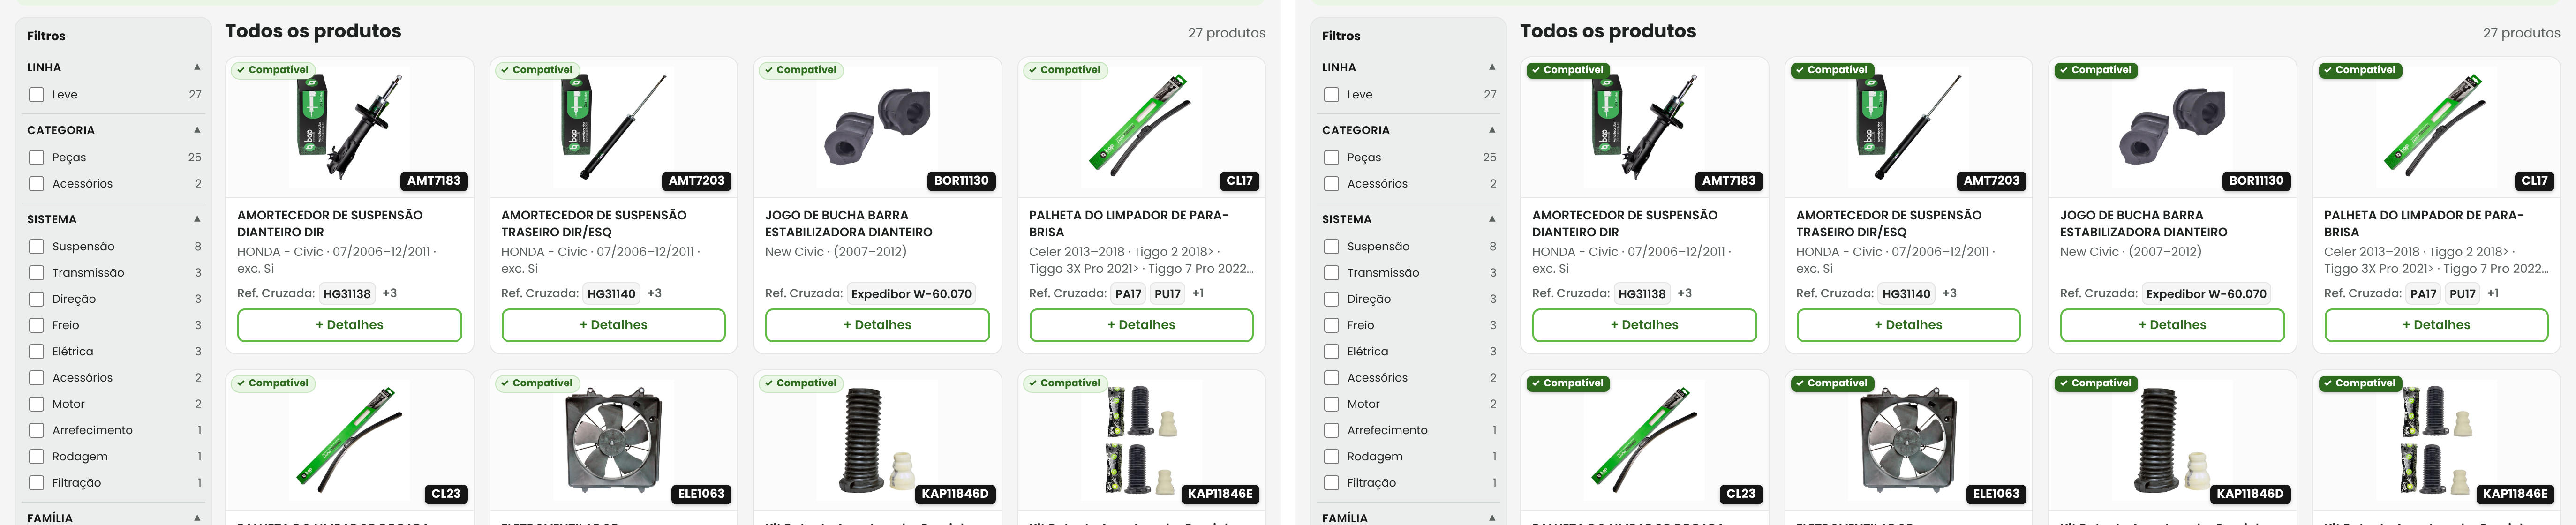 Filtros
LINHA
Leve 27
CATEGORIA
Peças 25
Acessórios 2
SISTEMA
Suspensão 8
Transmissão 3
Direção 3
Freio 3
Elétrica 3
Acessórios 2
Motor 2
Arrefecimento 1
Rodagem 1
Filtração 1
FAMÍLIA
Todos os produtos
27 produtos
✓ Compatível
bap
AMT7183
AMORTECEDOR DE SUSPENSÃO
DIANTEIRO DIR
HONDA - Civic · 07/2006–12/2011 ·
exc. Si
Ref. Cruzada: HG31138 +3
+ Detalhes
✓ Compatível
bap
AMT7203
AMORTECEDOR DE SUSPENSÃO
TRASEIRO DIR/ESQ
HONDA - Civic · 07/2006–12/2011 ·
exc. Si
Ref. Cruzada: HG31140 +3
+ Detalhes
✓ Compatível
BOR11130
JOGO DE BUCHA BARRA
ESTABILIZADORA DIANTEIRO
New Civic · (2007–2012)
Ref. Cruzada: Expedibor W-60.070
+ Detalhes
✓ Compatível
bap
CL17
PALHETA DO LIMPADOR DE PARA-
BRISA
Celer 2013–2018 · Tiggo 2 2018> ·
Tiggo 3X Pro 2021> · Tiggo 7 Pro 2022...
Ref. Cruzada: PA17 PU17 +1
+ Detalhes
✓ Compatível
CL23
✓ Compatível
ELE1063
✓ Compatível
KAP11846D
✓ Compatível
KAP11846E
Filtros
LINHA
Leve 27
CATEGORIA
Peças 25
Acessórios 2
SISTEMA
Suspensão 8
Transmissão 3
Direção 3
Freio 3
Elétrica 3
Acessórios 2
Motor 2
Arrefecimento 1
Rodagem 1
Filtração 1
FAMÍLIA
Todos os produtos
27 produtos
✓ Compatível
bap
AMT7183
AMORTECEDOR DE SUSPENSÃO
DIANTEIRO DIR
HONDA - Civic · 07/2006–12/2011 ·
exc. Si
Ref. Cruzada: HG31138 +3
+ Detalhes
✓ Compatível
bap
AMT7203
AMORTECEDOR DE SUSPENSÃO
TRASEIRO DIR/ESQ
HONDA - Civic · 07/2006–12/2011 ·
exc. Si
Ref. Cruzada: HG31140 +3
+ Detalhes
✓ Compatível
BOR11130
JOGO DE BUCHA BARRA
ESTABILIZADORA DIANTEIRO
New Civic · (2007–2012)
Ref. Cruzada: Expedibor W-60.070
+ Detalhes
✓ Compatível
bap
CL17
PALHETA DO LIMPADOR DE PARA-
BRISA
Celer 2013–2018 · Tiggo 2 2018> ·
Tiggo 3X Pro 2021> · Tiggo 7 Pro 2022...
Ref. Cruzada: PA17 PU17 +1
+ Detalhes
✓ Compatível
CL23
✓ Compatível
ELE1063
✓ Compatível
KAP11846D
✓ Compatível
KAP11846E